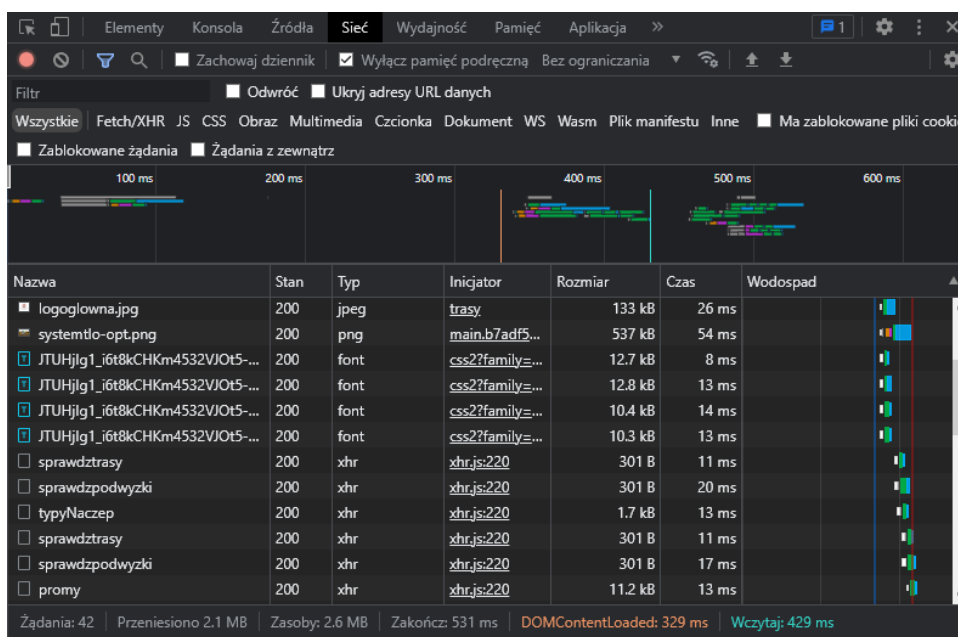 Elementy Konsola Źródła Sieć Wydajność Pamięć Aplikacja » 1
Zachowaj dziennik Wyłącz pamięć podręczną Bez ograniczania
Filtr Odwróć Ukryj adresy URL danych
Wszystkie Fetch/XHR JS CSS Obraz Multimedia Czcionka Dokument WS Wasm Plik manifestu Inne Ma zablokowane pliki cooki
Zablokowane żądania Żądania z zewnątrz
100 ms 200 ms 300 ms 400 ms 500 ms 600 ms
Nazwa Stan Typ Inicjator Rozmiar Czas Wodospad
logoglowna.jpg 200 jpeg trasy 133 kB 26 ms
systemtlo-opt.png 200 png main.b7adf5... 537 kB 54 ms
JTUHjIg1_i6t8kCHKm4532VJOt5-... 200 font css2?family=... 12.7 kB 8 ms
JTUHjIg1_i6t8kCHKm4532VJOt5-... 200 font css2?family=... 12.8 kB 13 ms
JTUHjIg1_i6t8kCHKm4532VJOt5-... 200 font css2?family=... 10.4 kB 14 ms
JTUHjIg1_i6t8kCHKm4532VJOt5-... 200 font css2?family=... 10.3 kB 13 ms
sprawdztrasy 200 xhr xhr.js:220 301 B 11 ms
sprawdzpodwyzki 200 xhr xhr.js:220 301 B 20 ms
typyNaczep 200 xhr xhr.js:220 1.7 kB 13 ms
sprawdztrasy 200 xhr xhr.js:220 301 B 11 ms
sprawdzpodwyzki 200 xhr xhr.js:220 301 B 17 ms
promy 200 xhr xhr.js:220 11.2 kB 13 ms
Żądania: 42 Przeniesiono 2.1 MB Zasoby: 2.6 MB Zakończ: 531 ms DOMContentLoaded: 329 ms Wczytaj: 429 ms